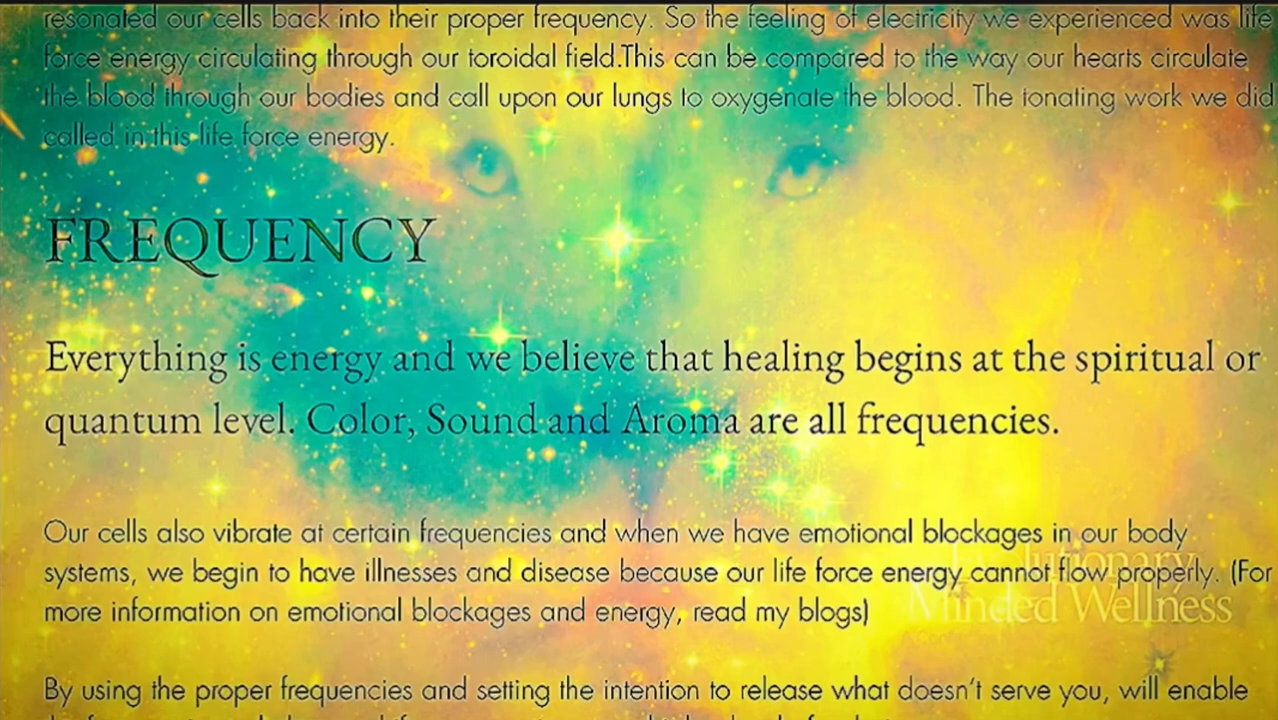 resonated our cells back into their proper frequency. So the feeling of electricity we experienced was life
force energy circulating through our toroidal field.This can be compared to the way our hearts circulate
the blood through our bodies and call upon our lungs to oxygenate the blood. The tonating work we did
called in this life force energy.
FREQUENCY
Everything is energy and we believe that healing begins at the spiritual or
quantum level. Color, Sound and Aroma are all frequencies.
Our cells also vibrate at certain frequencies and when we have emotional blockages in our body
systems, we begin to have illnesses and disease because our life force energy cannot flow properly. (For
more information on emotional blockages and energy, read my blogs)
Minded Wellness
By using the proper frequencies and setting the intention to release what doesn't serve you, will enable